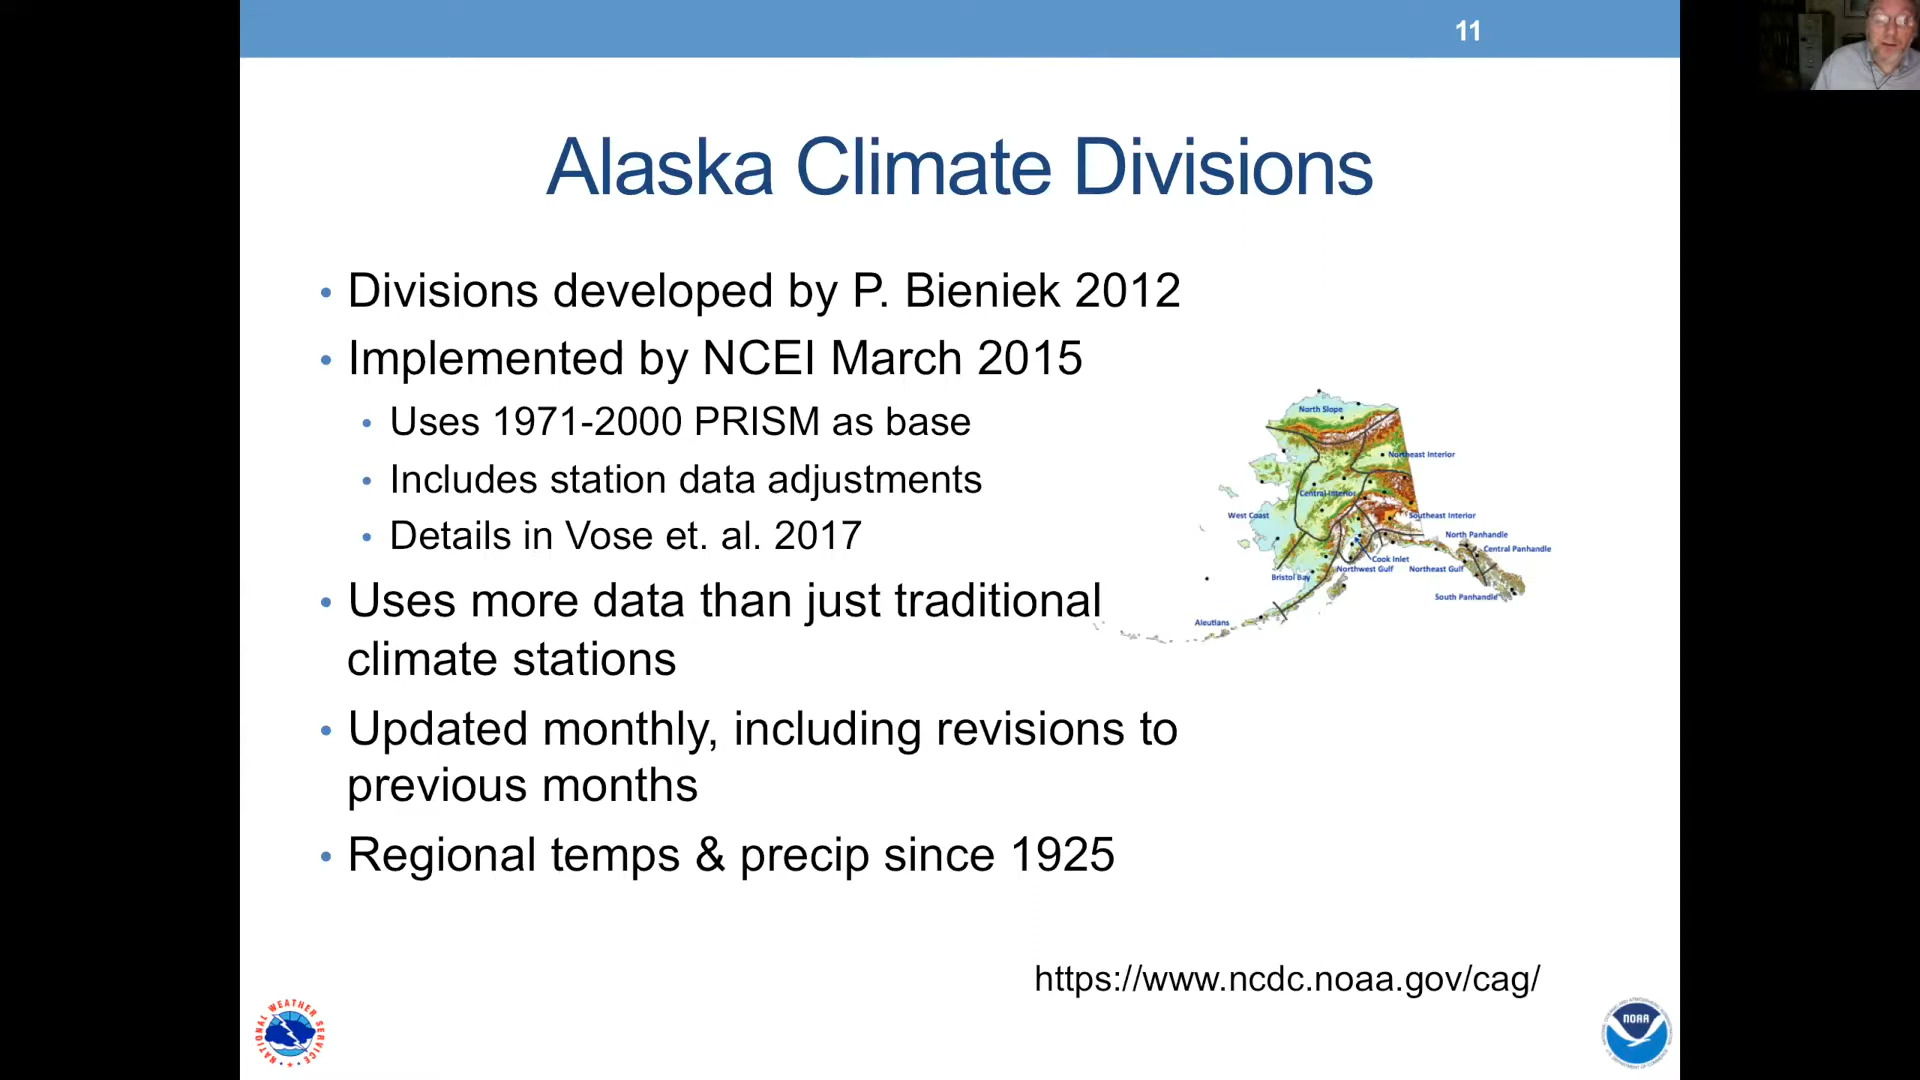 11
Alaska Climate Divisions
• Divisions developed by P. Bieniek 2012
• Implemented by NCEI March 2015
• Uses 1971-2000 PRISM as base
• Includes station data adjustments
• Details in Vose et. al. 2017
• Uses more data than just traditional
climate stations
• Updated monthly, including revisions to
previous months
• Regional temps & precip since 1925
North Slope
Northeast Interior
Central Interior
West Coast
Southeast Interior
North Panhandle
Central Panhandle
Cook Inlet
Northwest Gulf
Northeast Gulf
Bristol Bay
South Panhandle
Aleutians
https://www.ncdc.noaa.gov/cag/
NATIONAL WEATHER SERVICE
NOAA